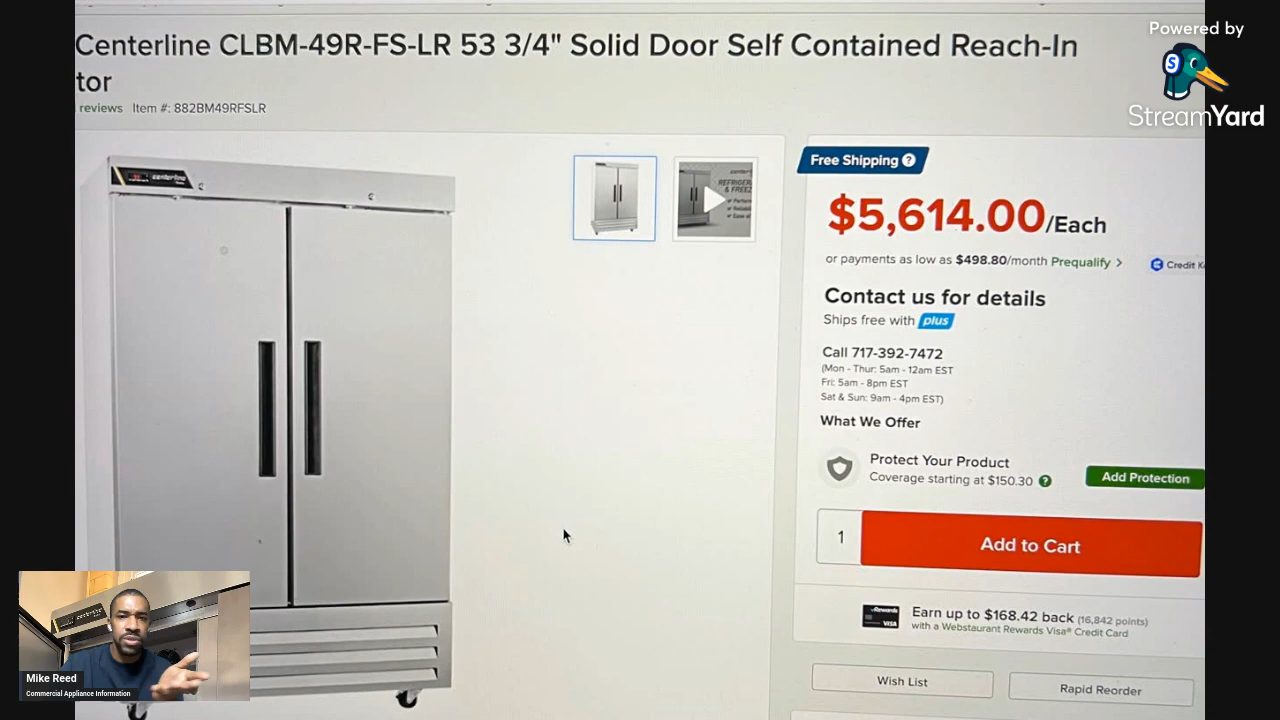 Powered by
StreamYard
Centerline CLBM-49R-FS-LR 53 3/4" Solid Door Self Contained Reach-In
tor
reviews Item #: 882BM49RFSLR
centerline
Free Shipping ?
$5,614.00/Each
or payments as low as $498.80/month Prequalify >
Credit K
Contact us for details
Ships free with plus
Call 717-392-7472
(Mon - Thur: 5am - 12am EST
Fri: 5am - 8pm EST
Sat & Sun: 9am - 4pm EST)
What We Offer
Protect Your Product
Coverage starting at $150.30 ?
Add Protection
1
Add to Cart
Earn up to $168.42 back (16,842 points)
with a Webstaurant Rewards Visa® Credit Card
Rewards
VISA
Wish List
Rapid Reorder
centerline
Mike Reed
Commercial Appliance Information